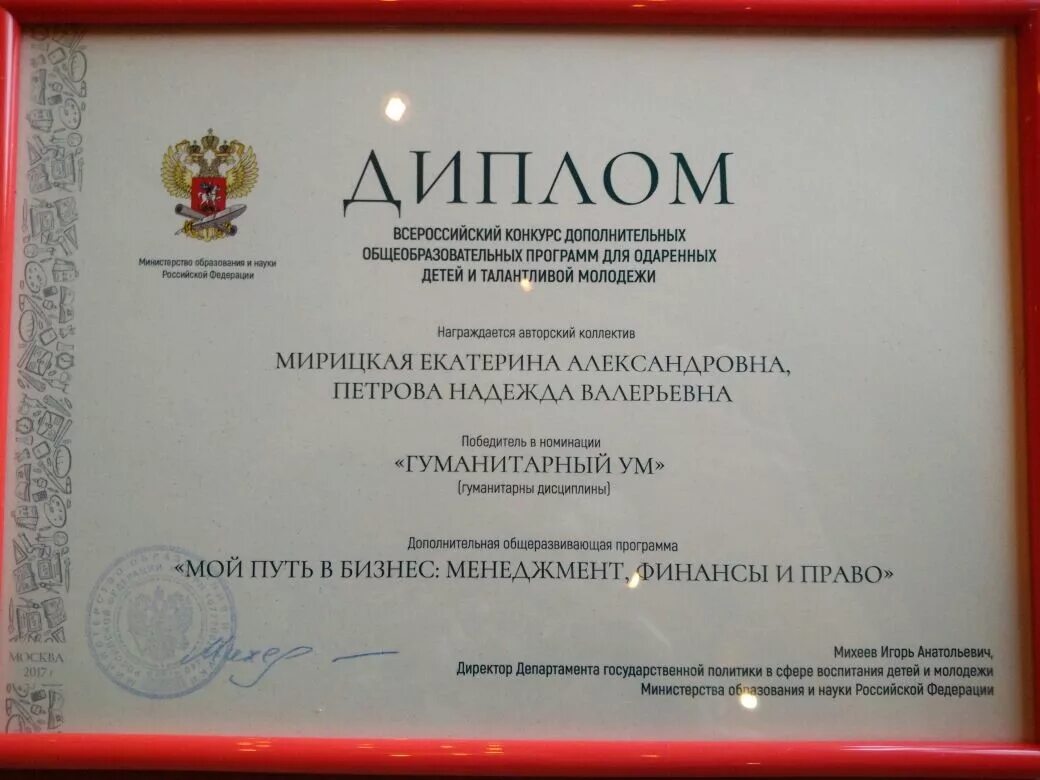 Министерство образования и науки
Российской Федерации
ДИПЛОМ
ВСЕРОССИЙСКИЙ КОНКУРС ДОПОЛНИТЕЛЬНЫХ
ОБЩЕОБРАЗОВАТЕЛЬНЫХ ПРОГРАММ ДЛЯ ОДАРЕННЫХ
ДЕТЕЙ И ТАЛАНТЛИВОЙ МОЛОДЕЖИ
Награждается авторский коллектив
МИРИЦКАЯ ЕКАТЕРИНА АЛЕКСАНДРОВНА,
ПЕТРОВА НАДЕЖДА ВАЛЕРЬЕВНА
Победитель в номинации
«ГУМАНИТАРНЫЙ УМ»
(гуманитарны дисциплины)
Дополнительная общеразвивающая программа
«МОЙ ПУТЬ В БИЗНЕС: МЕНЕДЖМЕНТ, ФИНАНСЫ И ПРАВО»
МОСКВА
2017 г
Михеев Игорь Анатольевич,
Директор Департамента государственной политики в сфере воспитания детей и молодежи
Министерства образования и науки Российской Федерации